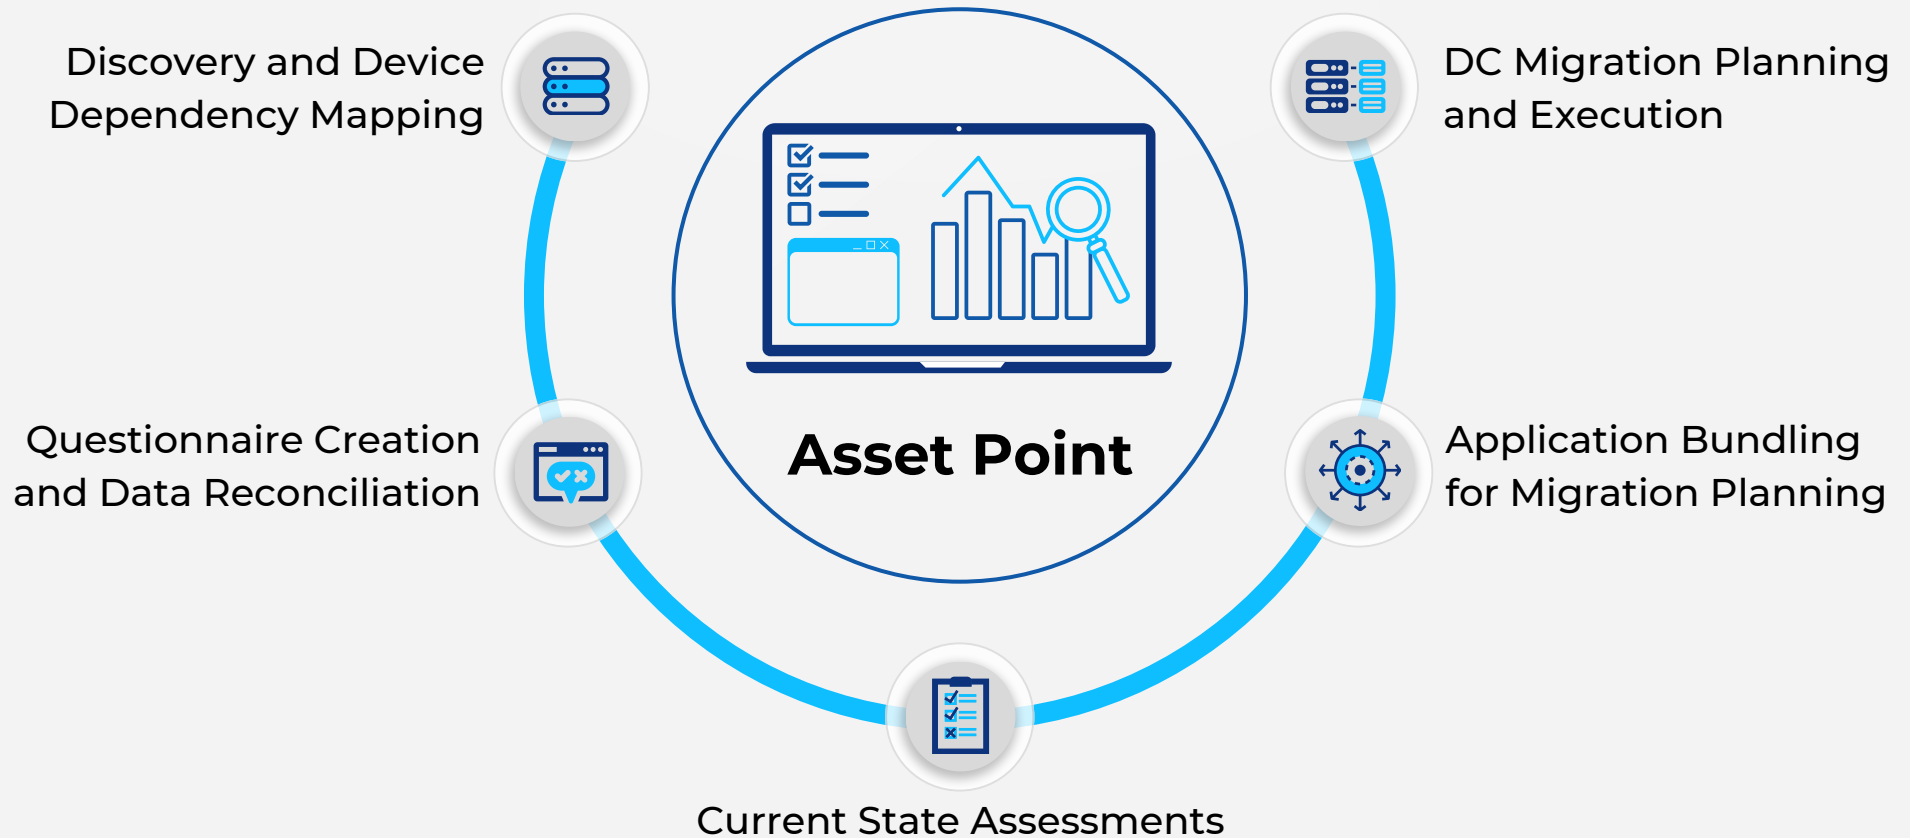 Discovery and Device
Dependency Mapping
DC Migration Planning
and Execution
Asset Point
Questionnaire Creation
and Data Reconciliation
Application Bundling
for Migration Planning
Current State Assessments